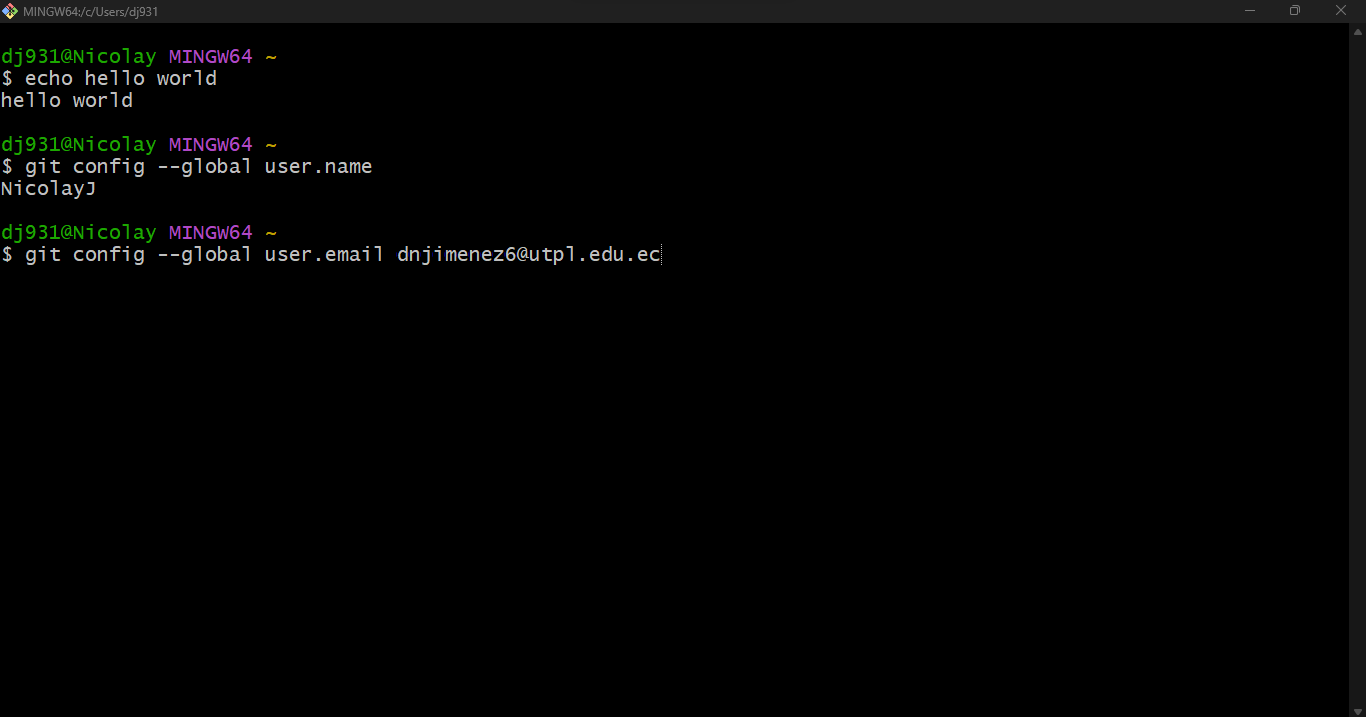 MINGW64:/c/Users/dj931
dj931@Nicolay MINGW64 ~
$ echo hello world
hello world
dj931@Nicolay MINGW64 ~
$ git config --global user.name
NicolayJ
dj931@Nicolay MINGW64 ~
$ git config --global user.email dnjimenez6@utpl.edu.ec